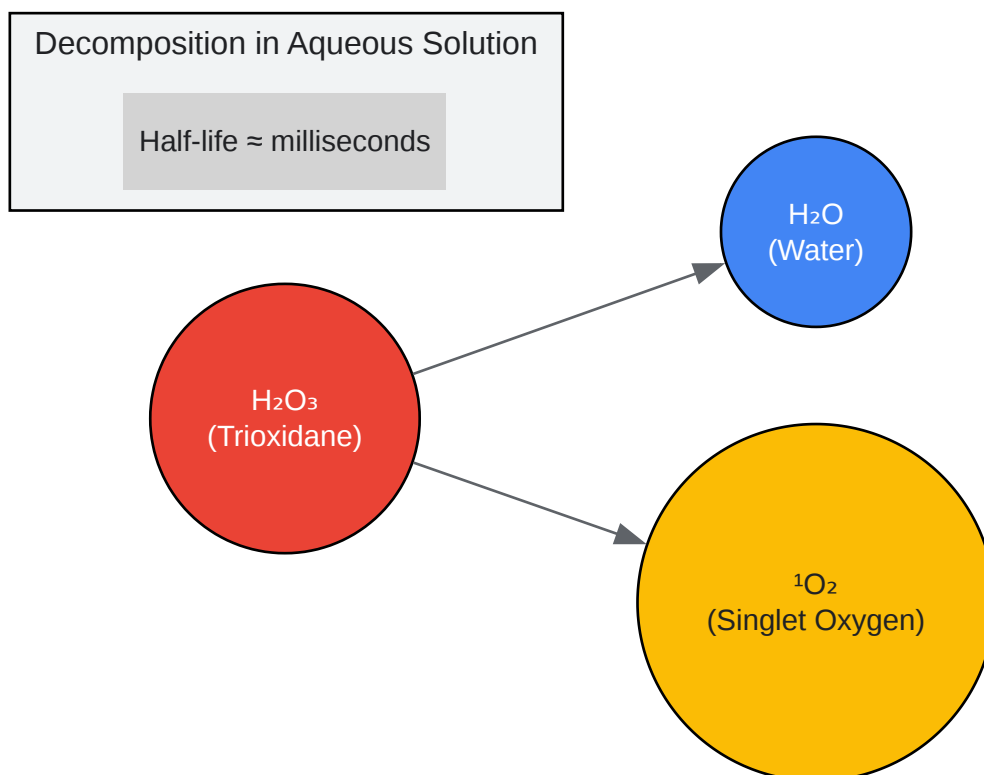 Decomposition in Aqueous Solution
Half-life ≈ milliseconds
H₂O
(Water)
H₂O₃
(Trioxidane)
¹O₂
(Singlet Oxygen)